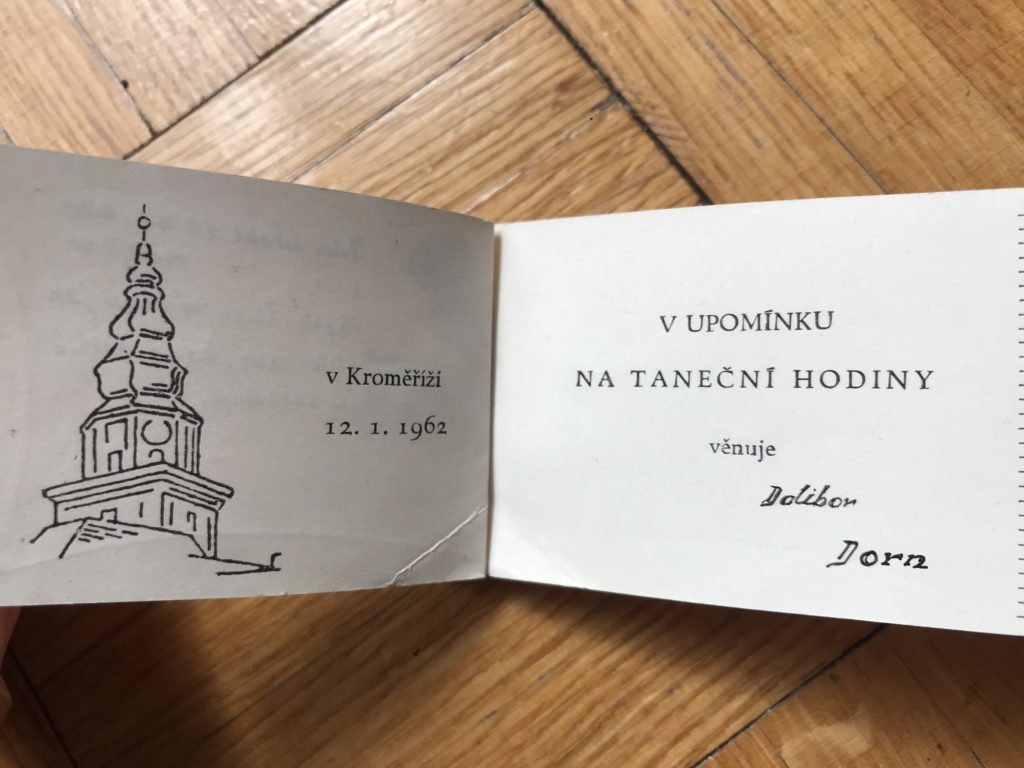 v Kroměříži
12. 1. 1962
V UPOMÍNKU
NA TANEČNÍ HODINY
věnuje
Dalibor
Dorn